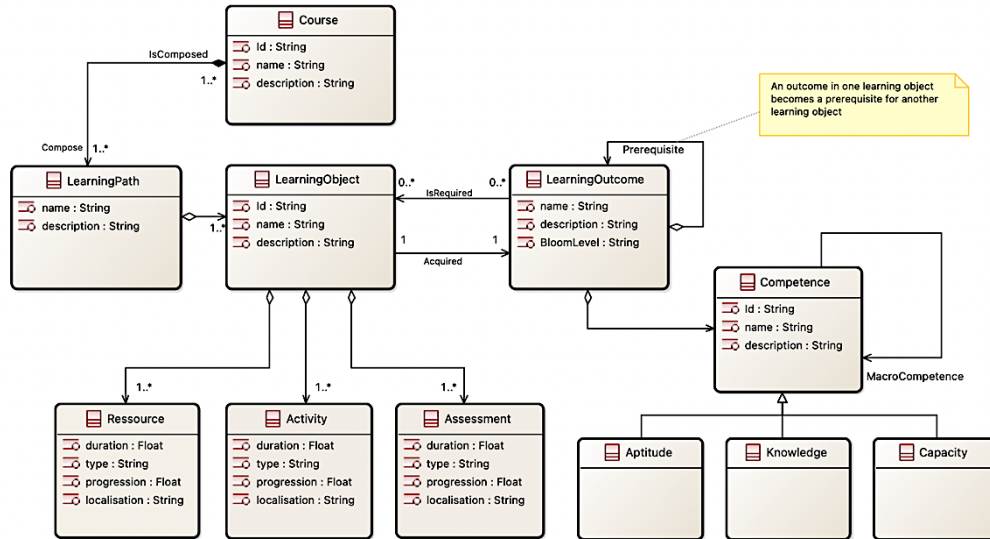 Course
Id : String
name : String
description : String
IsComposed
1..*
Compose
1..*
An outcome in one learning object
becomes a prerequisite for another
learning object
Prerequisite
LearningPath
name : String
description : String
1..*
LearningObject
Id : String
name : String
description : String
0..*
IsRequired
0..*
1
Acquired
1
LearningOutcome
name : String
description : String
BloomLevel : String
Competence
Id : String
name : String
description : String
MacroCompetence
1..*
1..*
1..*
Ressource
duration : Float
type : String
progression : Float
localisation : String
Activity
duration : Float
type : String
progression : Float
localisation : String
Assessment
duration : Float
type : String
progression : Float
localisation : String
Aptitude
Knowledge
Capacity